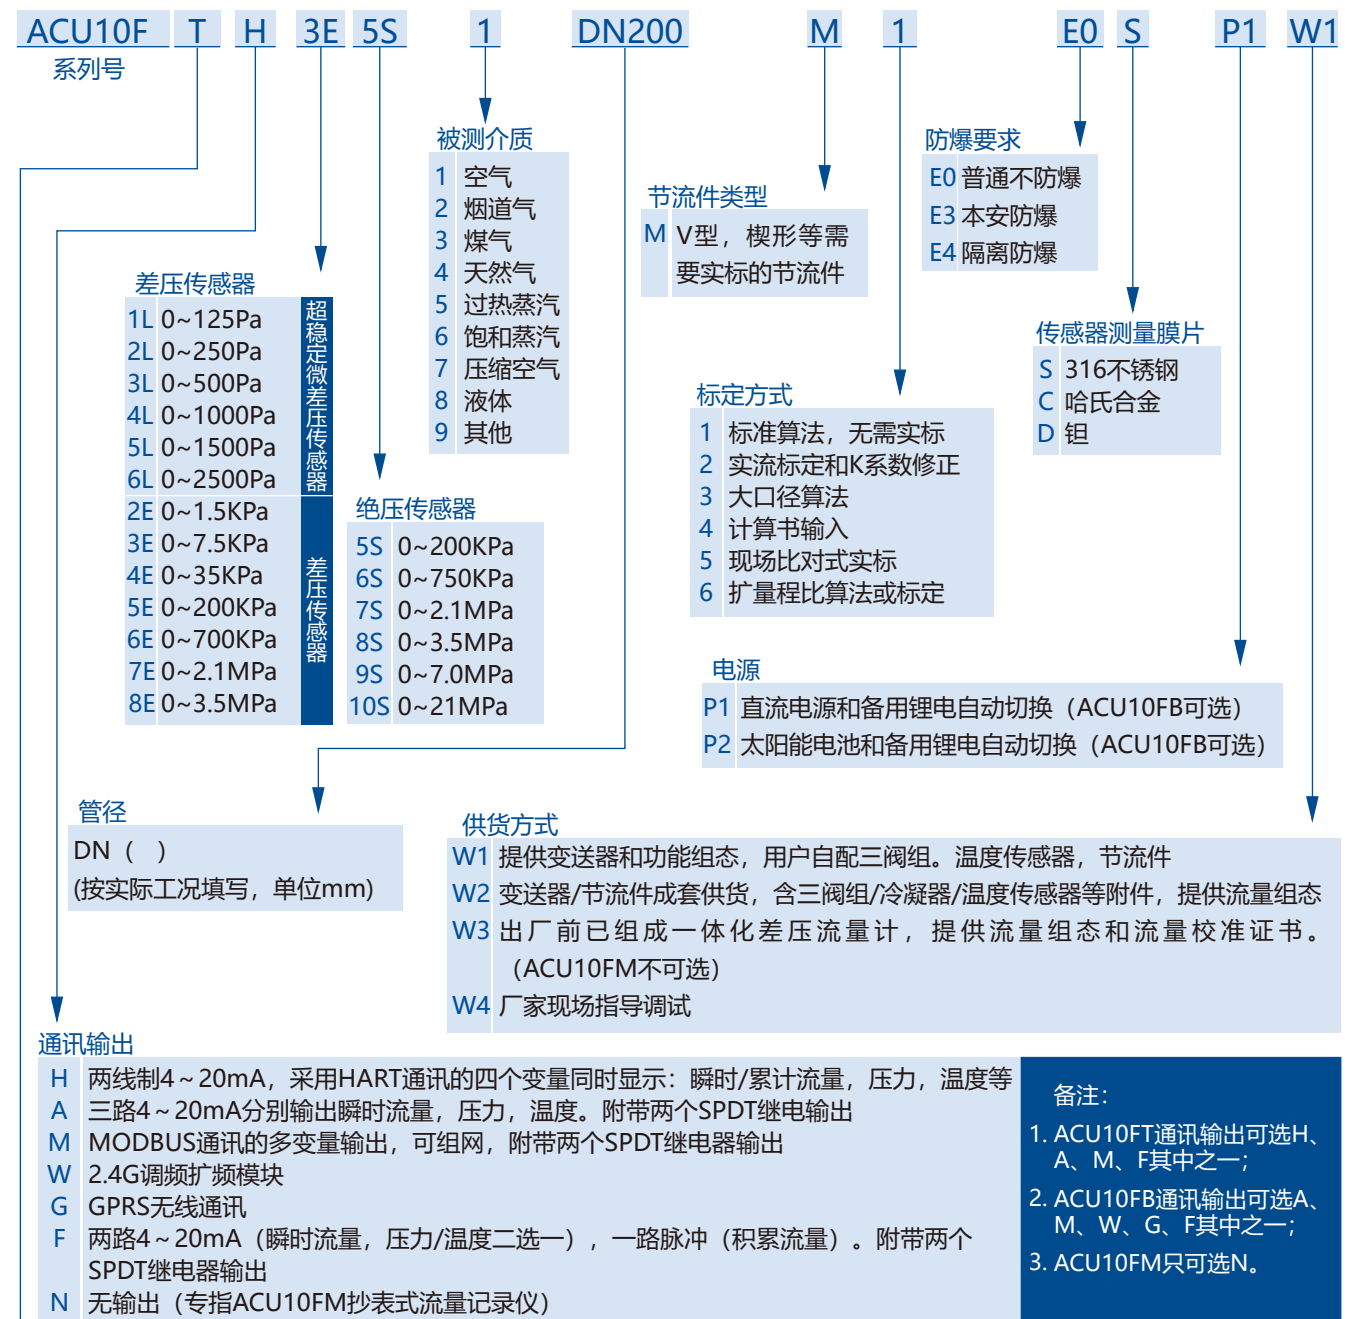 ACU10F T H 3E 5S 1 DN200 M 1 E0 S P1 W1
系列号
被测介质
1 空气
2 烟道气
3 煤气
4 天然气
5 过热蒸汽
6 饱和蒸汽
7 压缩空气
8 液体
9 其他
防爆要求
E0 普通不防爆
E3 本安防爆
E4 隔离防爆
节流件类型
M V型，楔形等需
要实标的节流件
差压传感器
1L 0~125Pa
2L 0~250Pa
3L 0~500Pa
4L 0~1000Pa
5L 0~1500Pa
6L 0~2500Pa
超稳定微差压传感器
2E 0~1.5KPa
3E 0~7.5KPa
4E 0~35KPa
5E 0~200KPa
6E 0~700KPa
7E 0~2.1MPa
8E 0~3.5MPa
差压传感器
绝压传感器
5S 0~200KPa
6S 0~750KPa
7S 0~2.1MPa
8S 0~3.5MPa
9S 0~7.0MPa
10S 0~21MPa
传感器测量膜片
S 316不锈钢
C 哈氏合金
D 钽
标定方式
1 标准算法，无需实标
2 实流标定和K系数修正
3 大口径算法
4 计算书输入
5 现场比对式实标
6 扩量程比算法或标定
电源
P1 直流电源和备用锂电自动切换（ACU10FB可选）
P2 太阳能电池和备用锂电自动切换（ACU10FB可选）
管径
DN（ ）
(按实际工况填写，单位mm)
供货方式
W1 提供变送器和功能组态，用户自配三阀组。温度传感器，节流件
W2 变送器/节流件成套供货，含三阀组/冷凝器/温度传感器等附件，提供流量组态
W3 出厂前已组成一体化差压流量计，提供流量组态和流量校准证书。
（ACU10FM不可选）
W4 厂家现场指导调试
通讯输出
H 两线制4～20mA，采用HART通讯的四个变量同时显示：瞬时/累计流量，压力，温度等
A 三路4～20mA分别输出瞬时流量，压力，温度。附带两个SPDT继电输出
M MODBUS通讯的多变量输出，可组网，附带两个SPDT继电器输出
W 2.4G调频扩频模块
G GPRS无线通讯
F 两路4～20mA（瞬时流量，压力/温度二选一），一路脉冲（积累流量）。附带两个
SPDT继电器输出
N 无输出（专指ACU10FM抄表式流量记录仪）
备注：
1. ACU10FT通讯输出可选H、
A、M、F其中之一；
2. ACU10FB通讯输出可选A、
M、W、G、F其中之一；
3. ACU10FM只可选N。